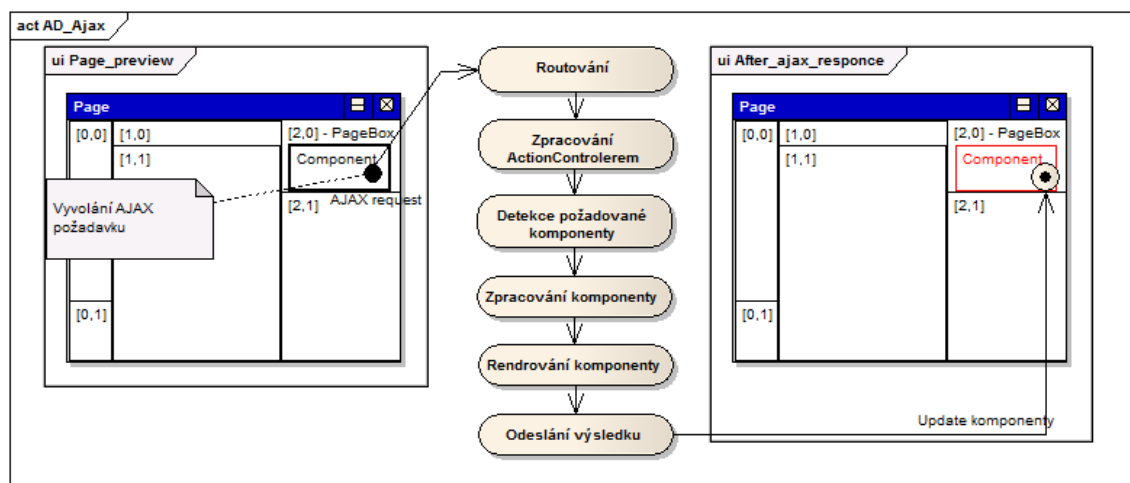 act AD_Ajax
ui Page_preview
Page
[0,0]
[1,0]
[2,0] - PageBox
[1,1]
Component
AJAX request
[2,1]
Vyvolání AJAX
požadavku
[0,1]
Routování
Zpracování
ActionControlerem
Detekce požadované
komponenty
Zpracování komponenty
Rendrování komponenty
Odeslání výsledku
Update komponenty
ui After_ajax_responce
Page
[0,0]
[1,0]
[2,0] - PageBox
[1,1]
Component
[2,1]
[0,1]